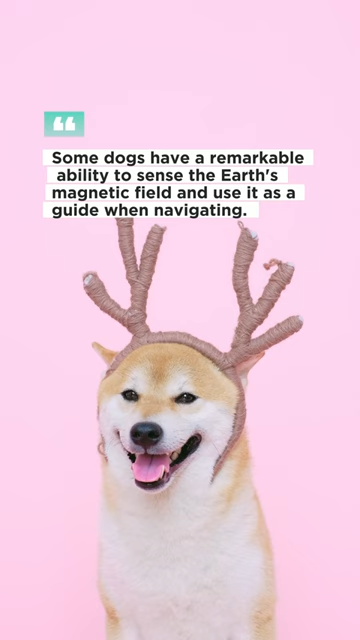 Some dogs have a remarkable
ability to sense the Earth's
magnetic field and use it as a
guide when navigating.